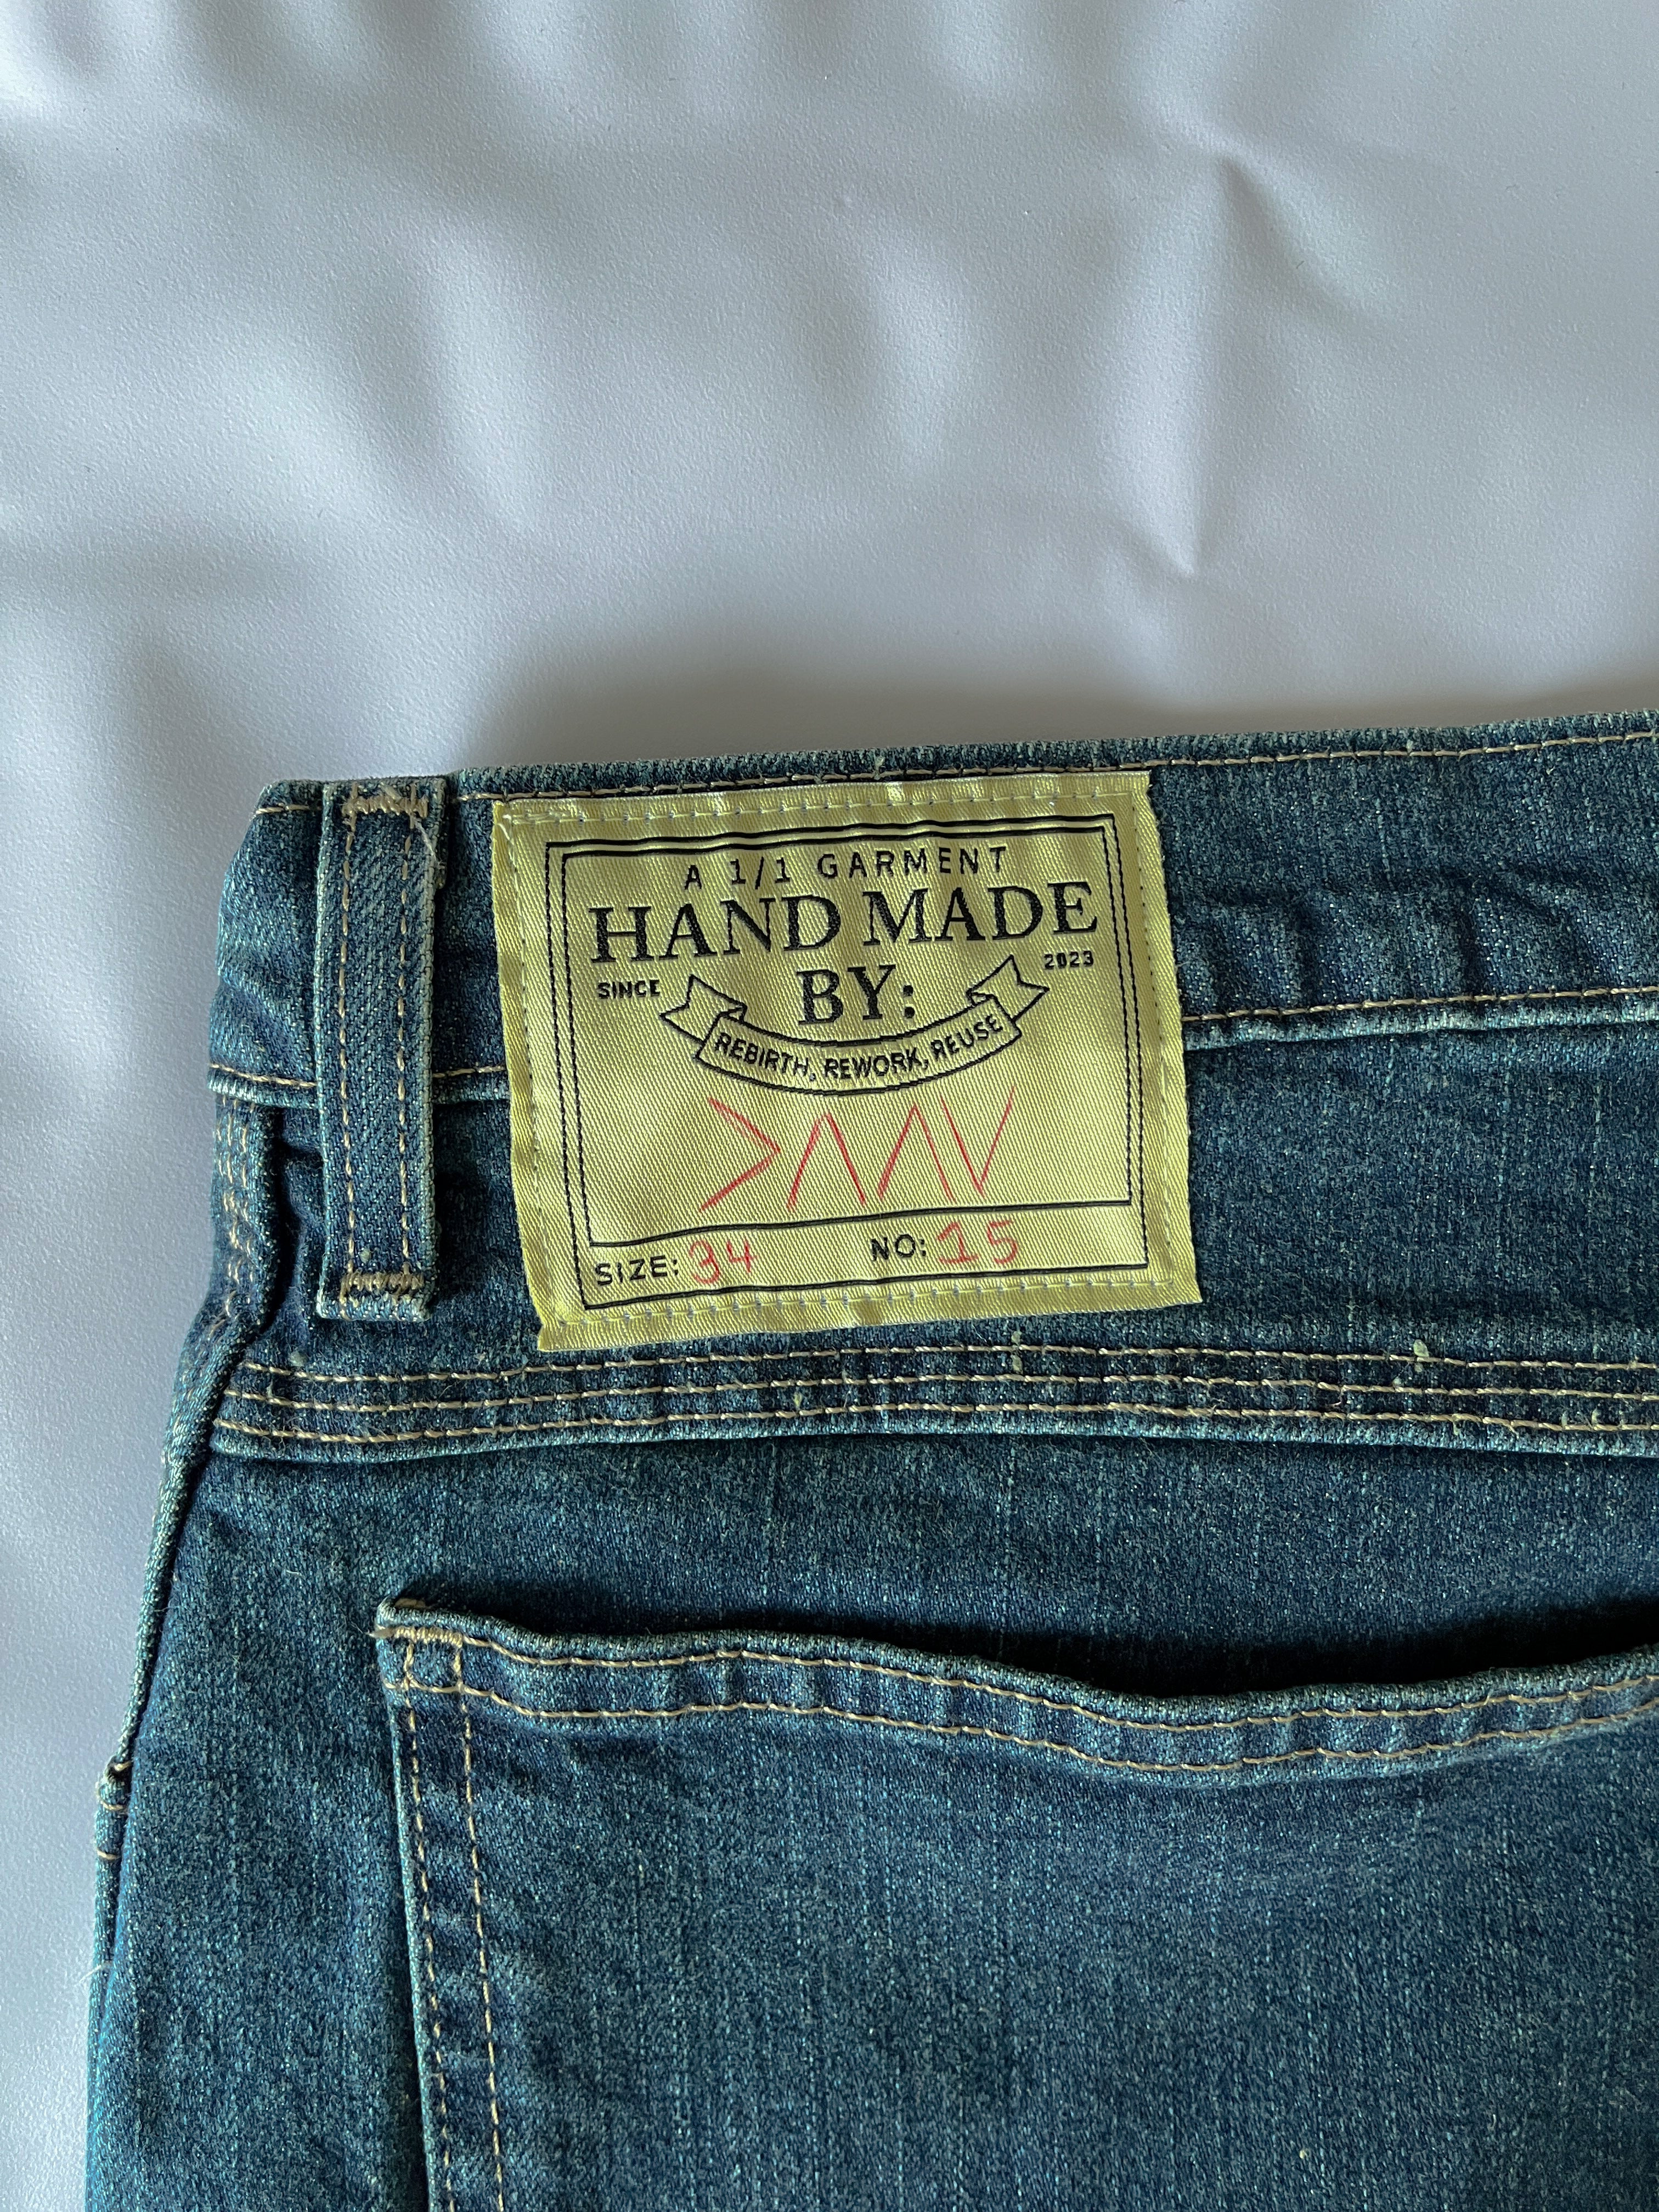 A 1/1 GARMENT
HAND MADE
BY:
SINCE 2023
REBIRTH, REWORK, REUSE
SIZE: 34 NO: 15